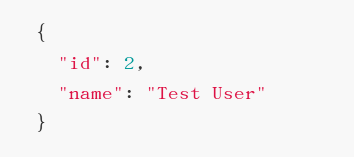 {
  "id": 2,
  "name": "Test User"
}